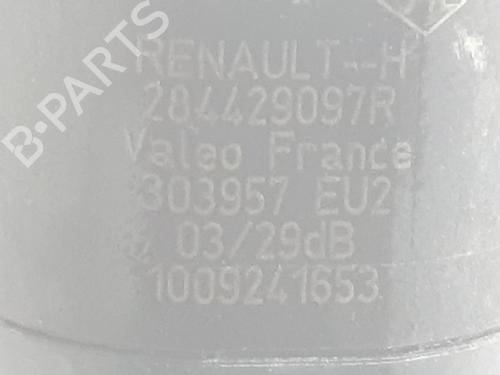 B-PARTS
RENAULT--H
284429097R
Valeo France
303957 EU2
03/29dB
1009241653